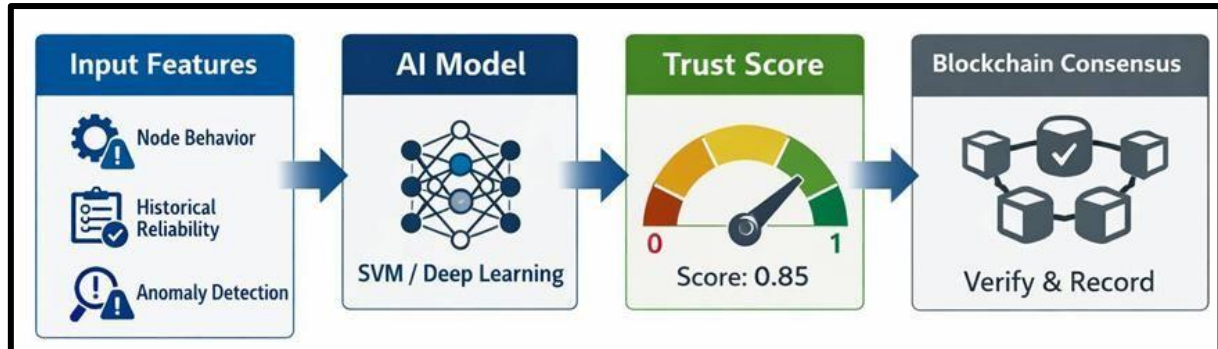 Input Features
Node Behavior
Historical
Reliability
Anomaly Detection
AI Model
SVM / Deep Learning
Trust Score
0
1
Score: 0.85
Blockchain Consensus
Verify & Record